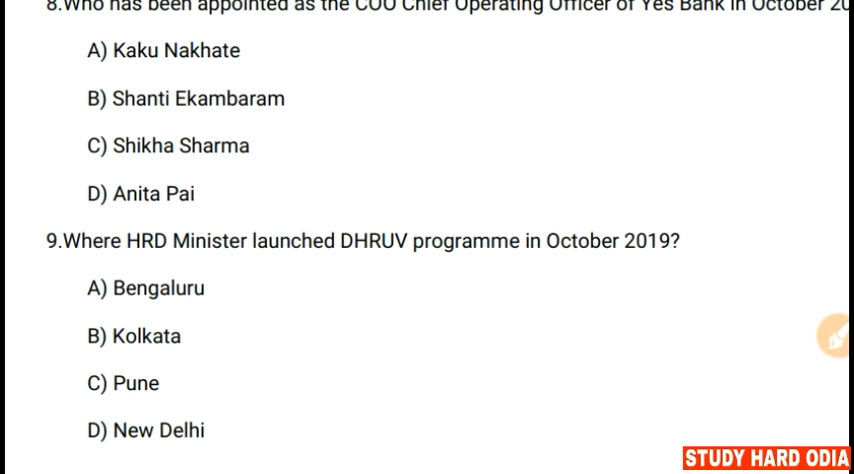 8.Who has been appointed as the COO Chief Operating Officer of Yes Bank in October 20
A) Kaku Nakhate
B) Shanti Ekambaram
C) Shikha Sharma
D) Anita Pai
9.Where HRD Minister launched DHRUV programme in October 2019?
A) Bengaluru
B) Kolkata
C) Pune
D) New Delhi
STUDY HARD ODIA